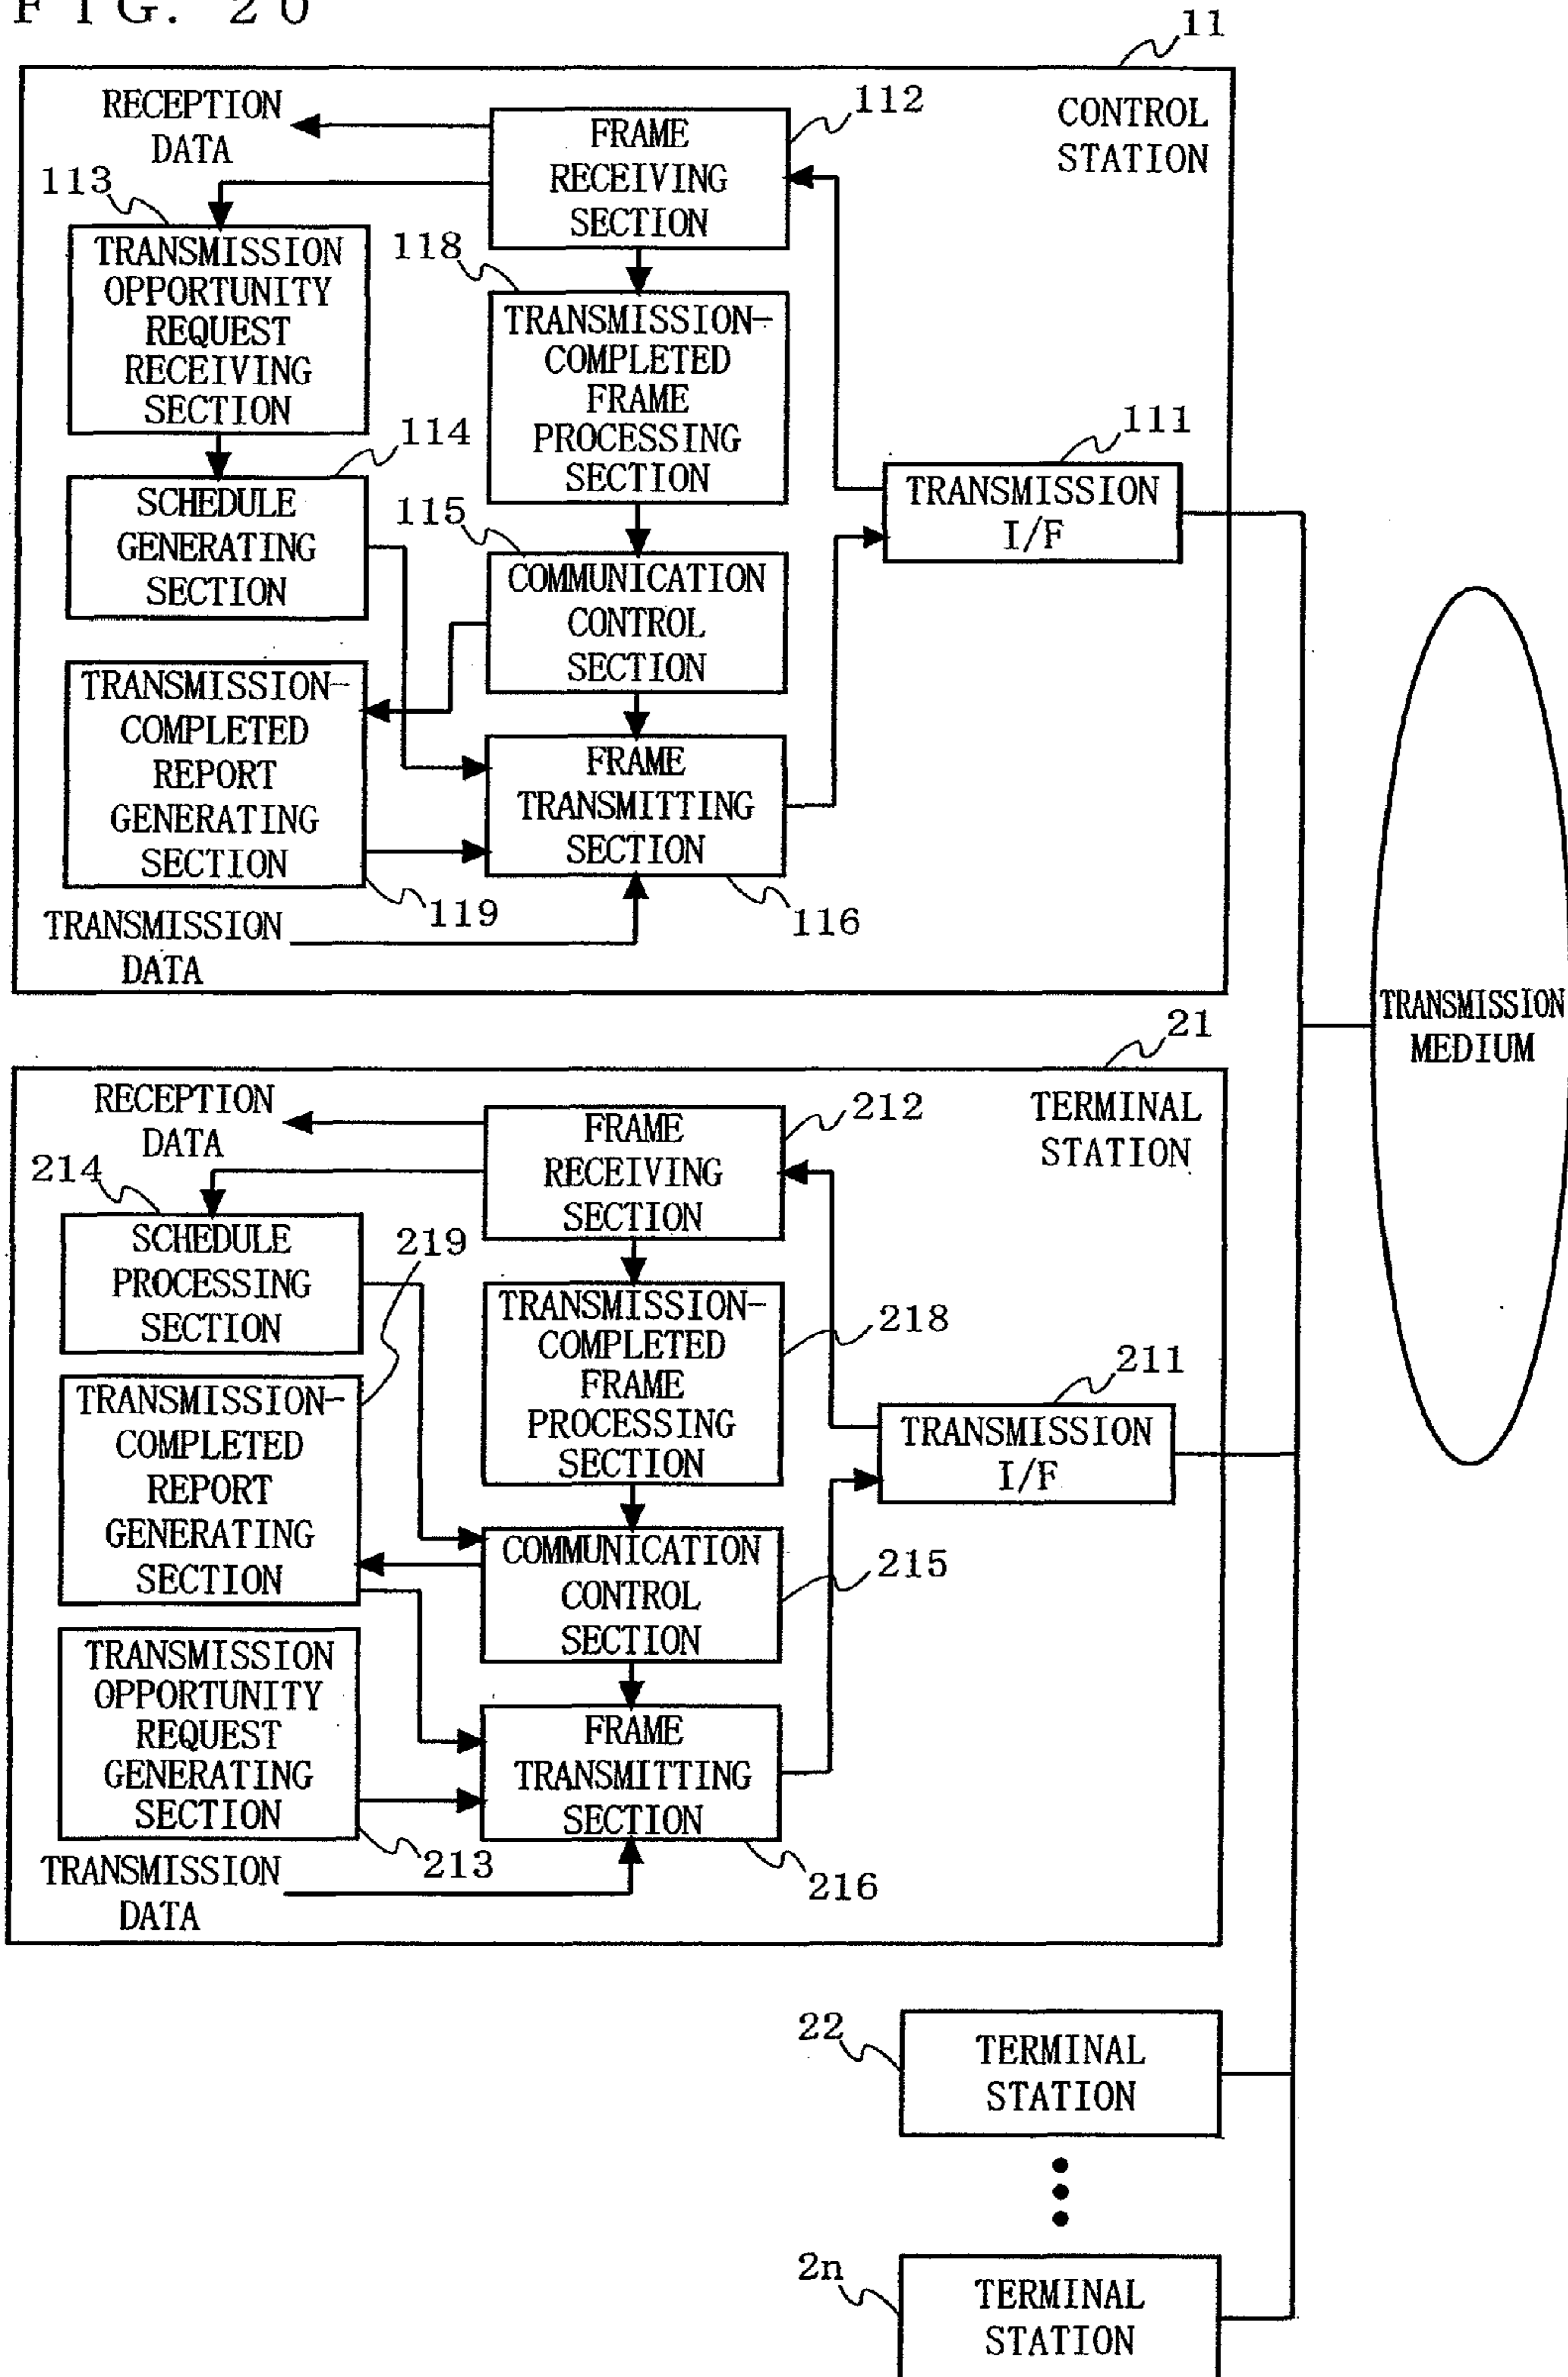 FIG. 20
11
RECEPTION
DATA
FRAME
RECEIVING
SECTION
112
CONTROL
STATION
113
TRANSMISSION
OPPORTUNITY
REQUEST
RECEIVING
SECTION
118
TRANSMISSION-
COMPLETED
FRAME
PROCESSING
SECTION
114
SCHEDULE
GENERATING
SECTION
111
TRANSMISSION
I/F
115
COMMUNICATION
CONTROL
SECTION
TRANSMISSION-
COMPLETED
REPORT
GENERATING
SECTION
FRAME
TRANSMITTING
SECTION
119
116
TRANSMISSION
DATA
TRANSMISSION
MEDIUM
21
RECEPTION
DATA
FRAME
RECEIVING
SECTION
212
TERMINAL
STATION
214
SCHEDULE
PROCESSING
SECTION
219
TRANSMISSION-
COMPLETED
FRAME
PROCESSING
SECTION
218
211
TRANSMISSION
I/F
TRANSMISSION-
COMPLETED
REPORT
GENERATING
SECTION
COMMUNICATION
CONTROL
SECTION
215
TRANSMISSION
OPPORTUNITY
REQUEST
GENERATING
SECTION
FRAME
TRANSMITTING
SECTION
213
216
TRANSMISSION
DATA
22
TERMINAL
STATION
2n
TERMINAL
STATION